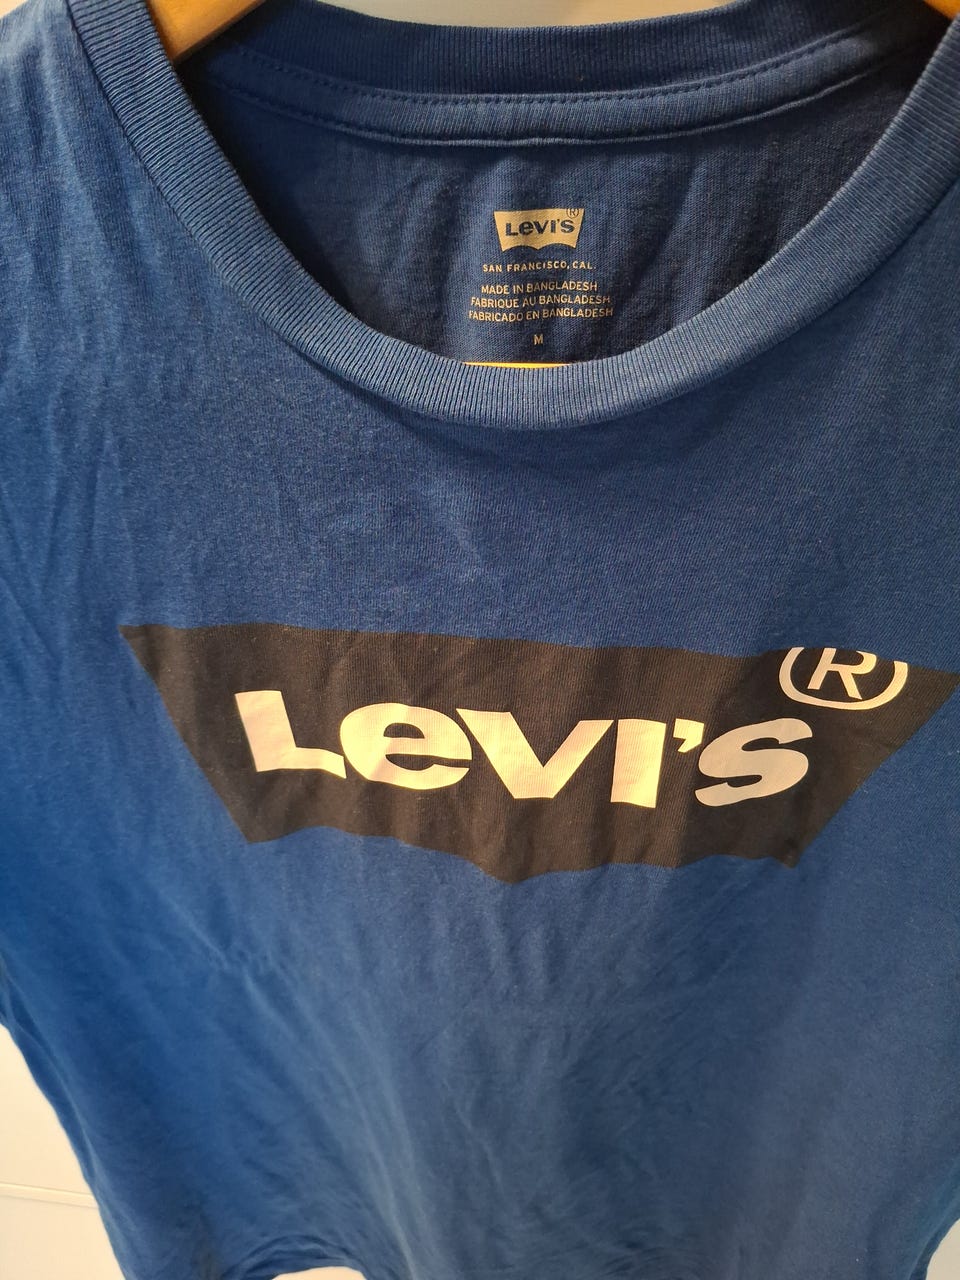 Levi's®
SAN FRANCISCO, CAL.
MADE IN BANGLADESH
FABRIQUE AU BANGLADESH
FABRICADO EN BANGLADESH
M
Levi's®